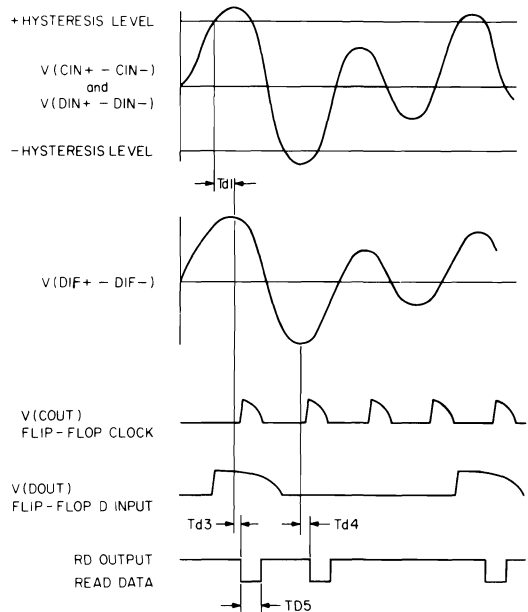 +HYSTERESIS LEVEL
V(CIN+ − CIN−)
and
V(DIN+ − DIN−)
−HYSTERESIS LEVEL
Td1
V(DIF+ − DIF−)
V(COUT)
FLIP-FLOP CLOCK
V(DOUT)
FLIP-FLOP D INPUT
Td3
Td4
RD OUTPUT
READ DATA
TD5